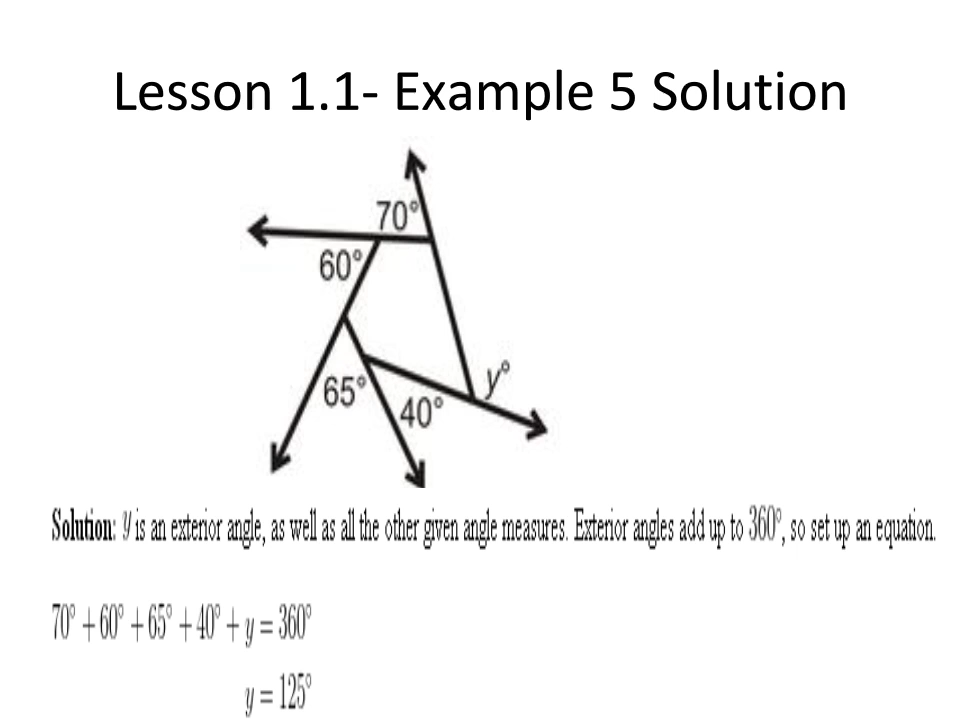 Lesson 1.1- Example 5 Solution
70°
60°
y°
65°
40°
Solution: y is an exterior angle, as well as all the other given angle measures. Exterior angles add up to 360°, so set up an equation.
70° + 60° + 65° + 40° + y = 360°
y = 125°